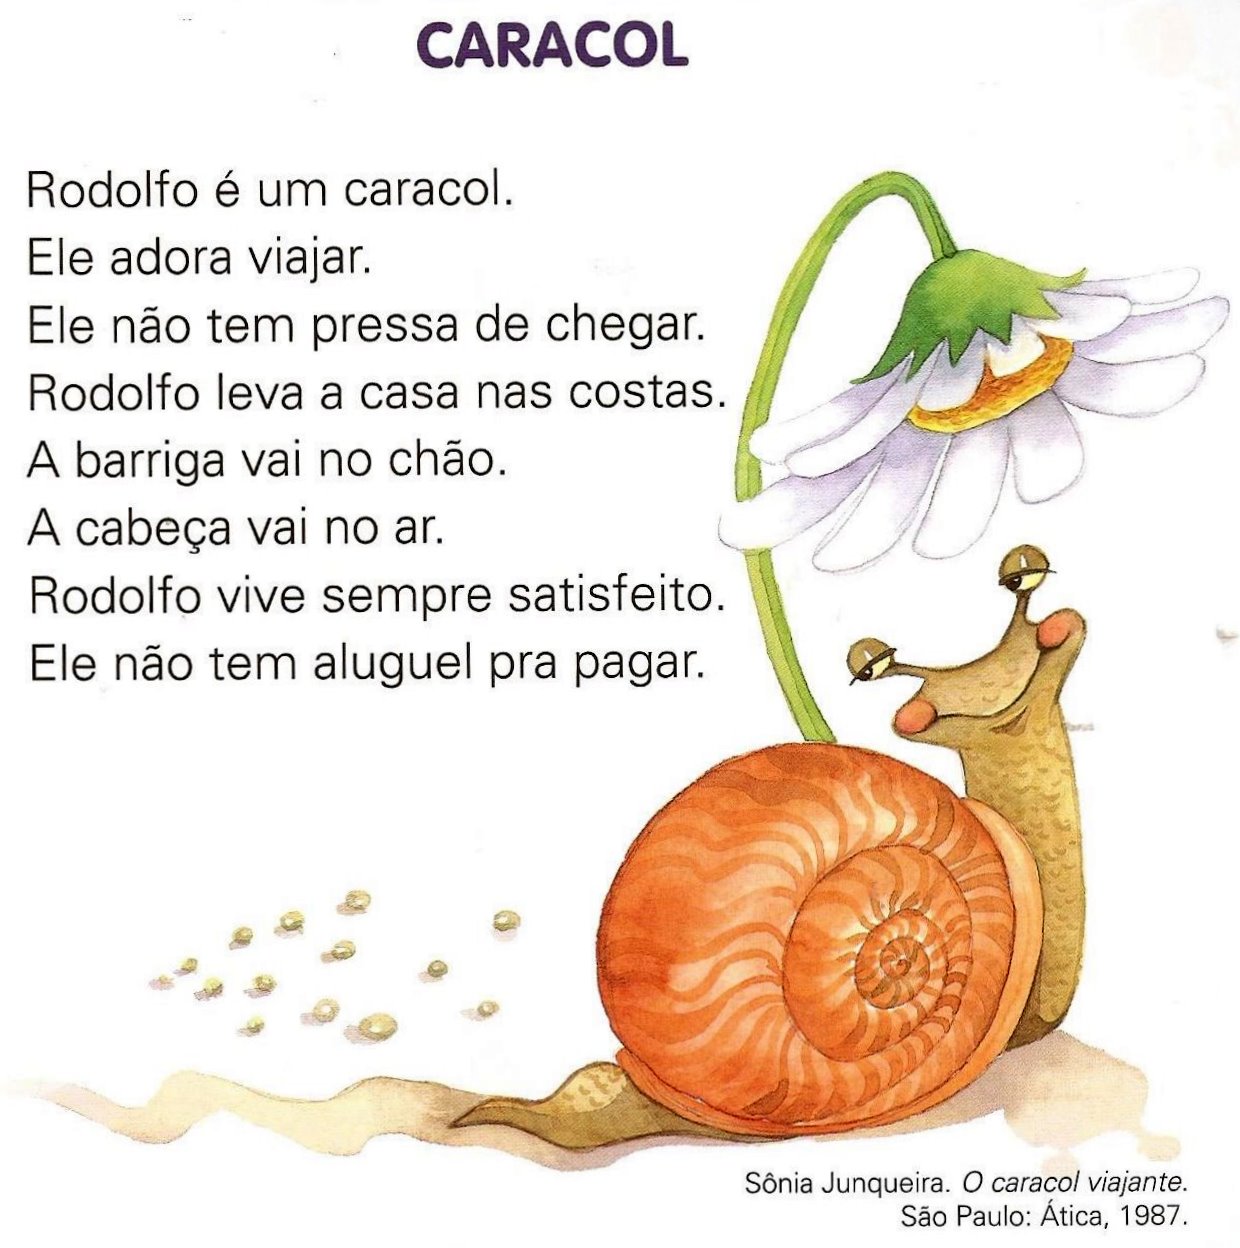 CARACOL
Rodolfo é um caracol.
Ele adora viajar.
Ele não tem pressa de chegar.
Rodolfo leva a casa nas costas.
A barriga vai no chão.
A cabeça vai no ar.
Rodolfo vive sempre satisfeito.
Ele não tem aluguel pra pagar.
Sônia Junqueira. O caracol viajante.
São Paulo: Ática, 1987.